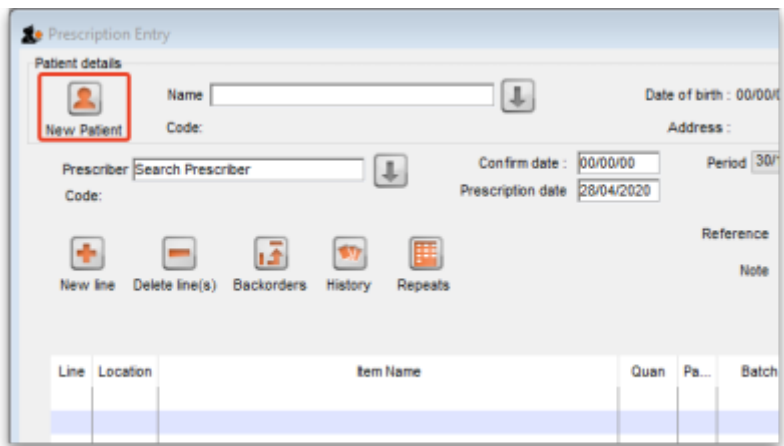 Prescription Entry
Patient details
New Patient
Name
Date of birth : 00/00/
Code:
Address :
Prescriber Search Prescriber
Confirm date : 00/00/00
Period 30/
Code:
Prescription date 28/04/2020
Reference
Note
New line Delete line(s) Backorders History Repeats
Line Location Item Name Quan Pa... Batch